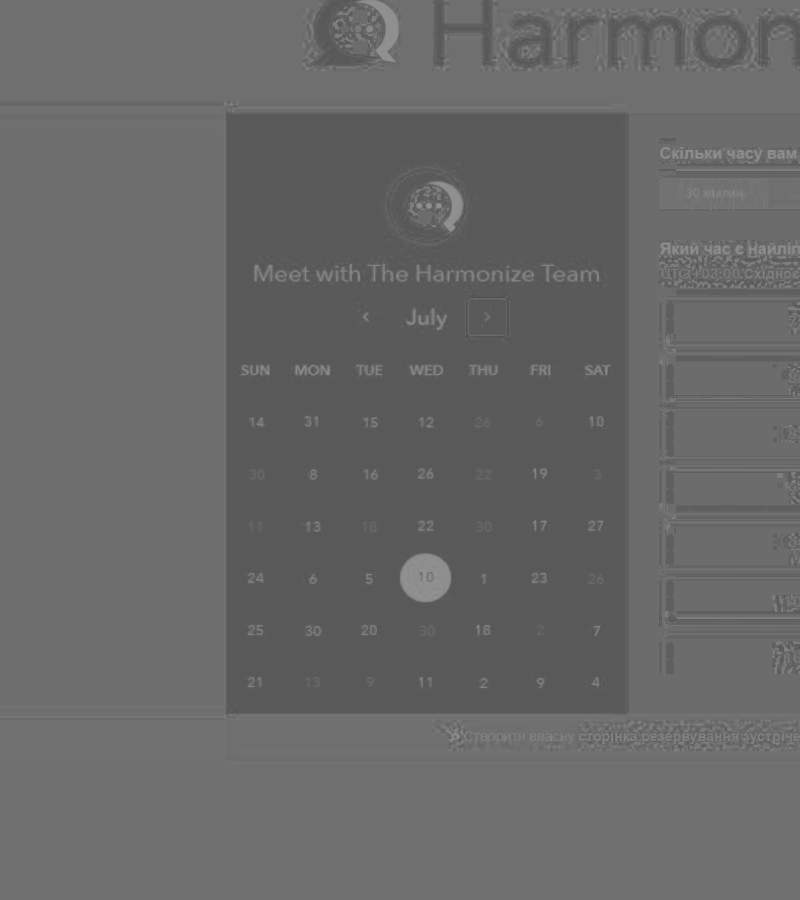 Harmon
Meet with The Harmonize Team
‹ July ›
SUN MON TUE WED THU FRI SAT
14 31 15 12 26 6 10
30 8 16 26 22 19 3
11 13 18 22 30 17 27
24 6 5 10 1 23 26
25 30 20 30 18 2 7
21 13 9 11 2 9 4
Скільки часу вам
30 хвилин
Який час є найліп
UTC+03:00 Східноє
Створити власну сторінка резервування зустріче